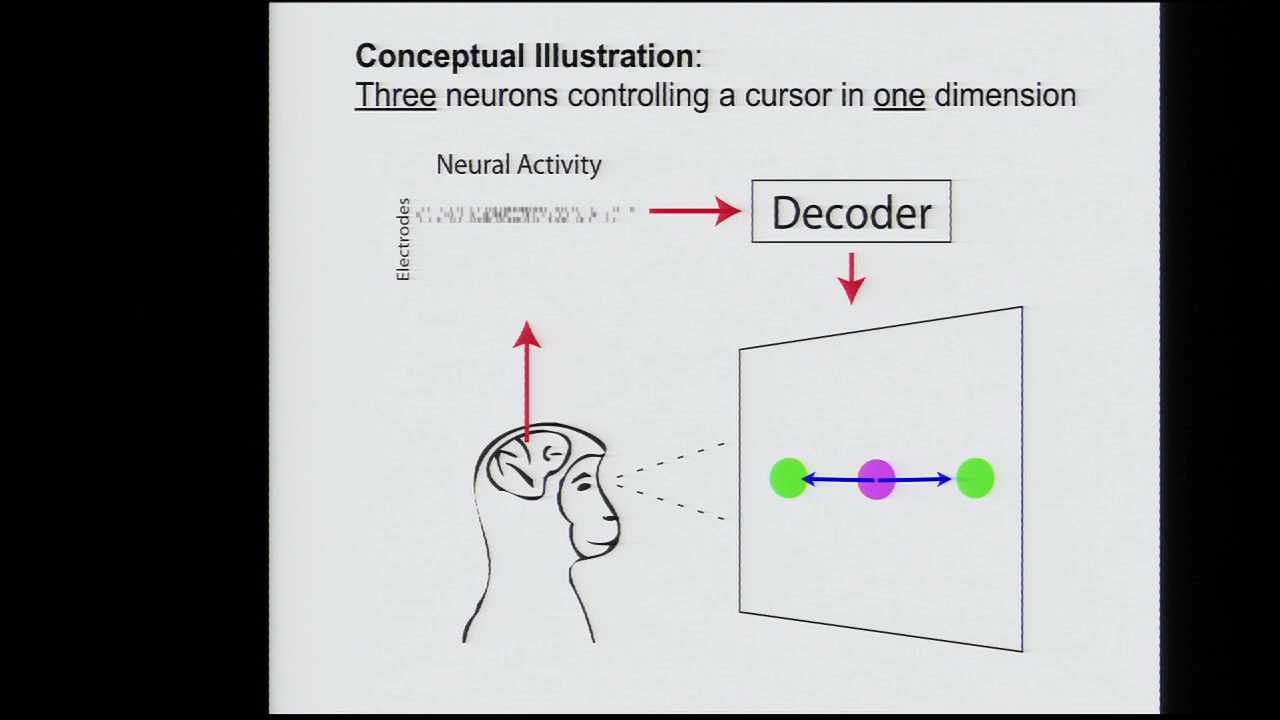 Conceptual Illustration:
Three neurons controlling a cursor in one dimension
Neural Activity
Electrodes
Decoder